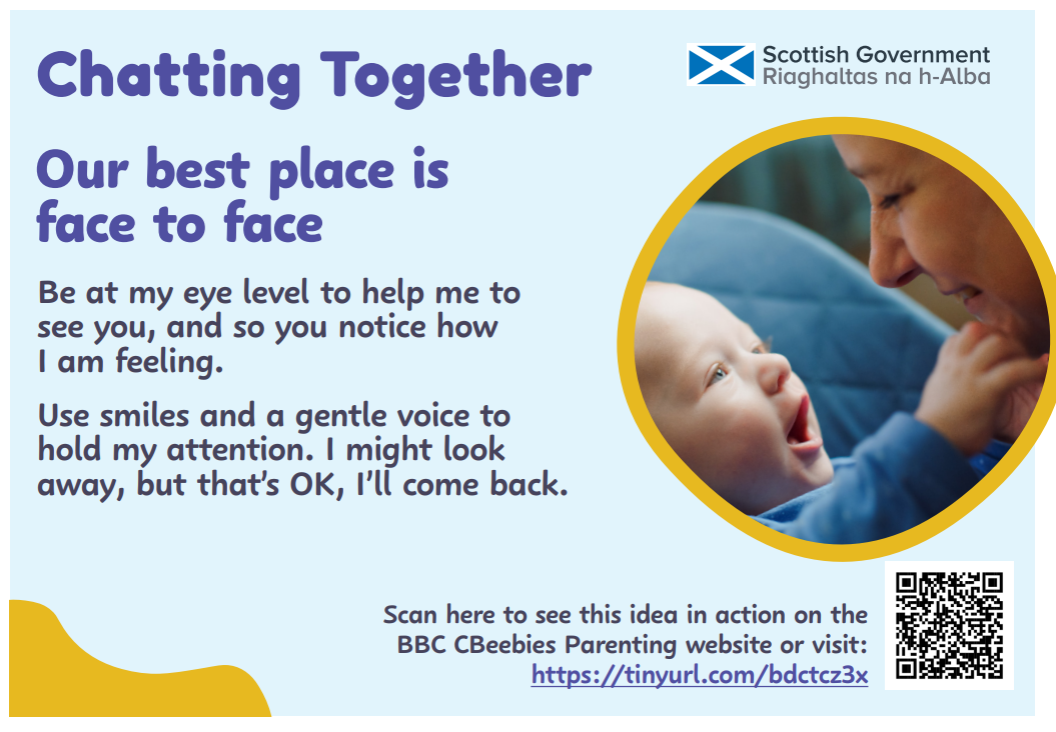 Chatting Together
Scottish Government
Riaghaltas na h-Alba
Our best place is
face to face
Be at my eye level to help me to
see you, and so you notice how
I am feeling.
Use smiles and a gentle voice to
hold my attention. I might look
away, but that’s OK, I’ll come back.
Scan here to see this idea in action on the
BBC CBeebies Parenting website or visit:
https://tinyurl.com/bdctcz3x